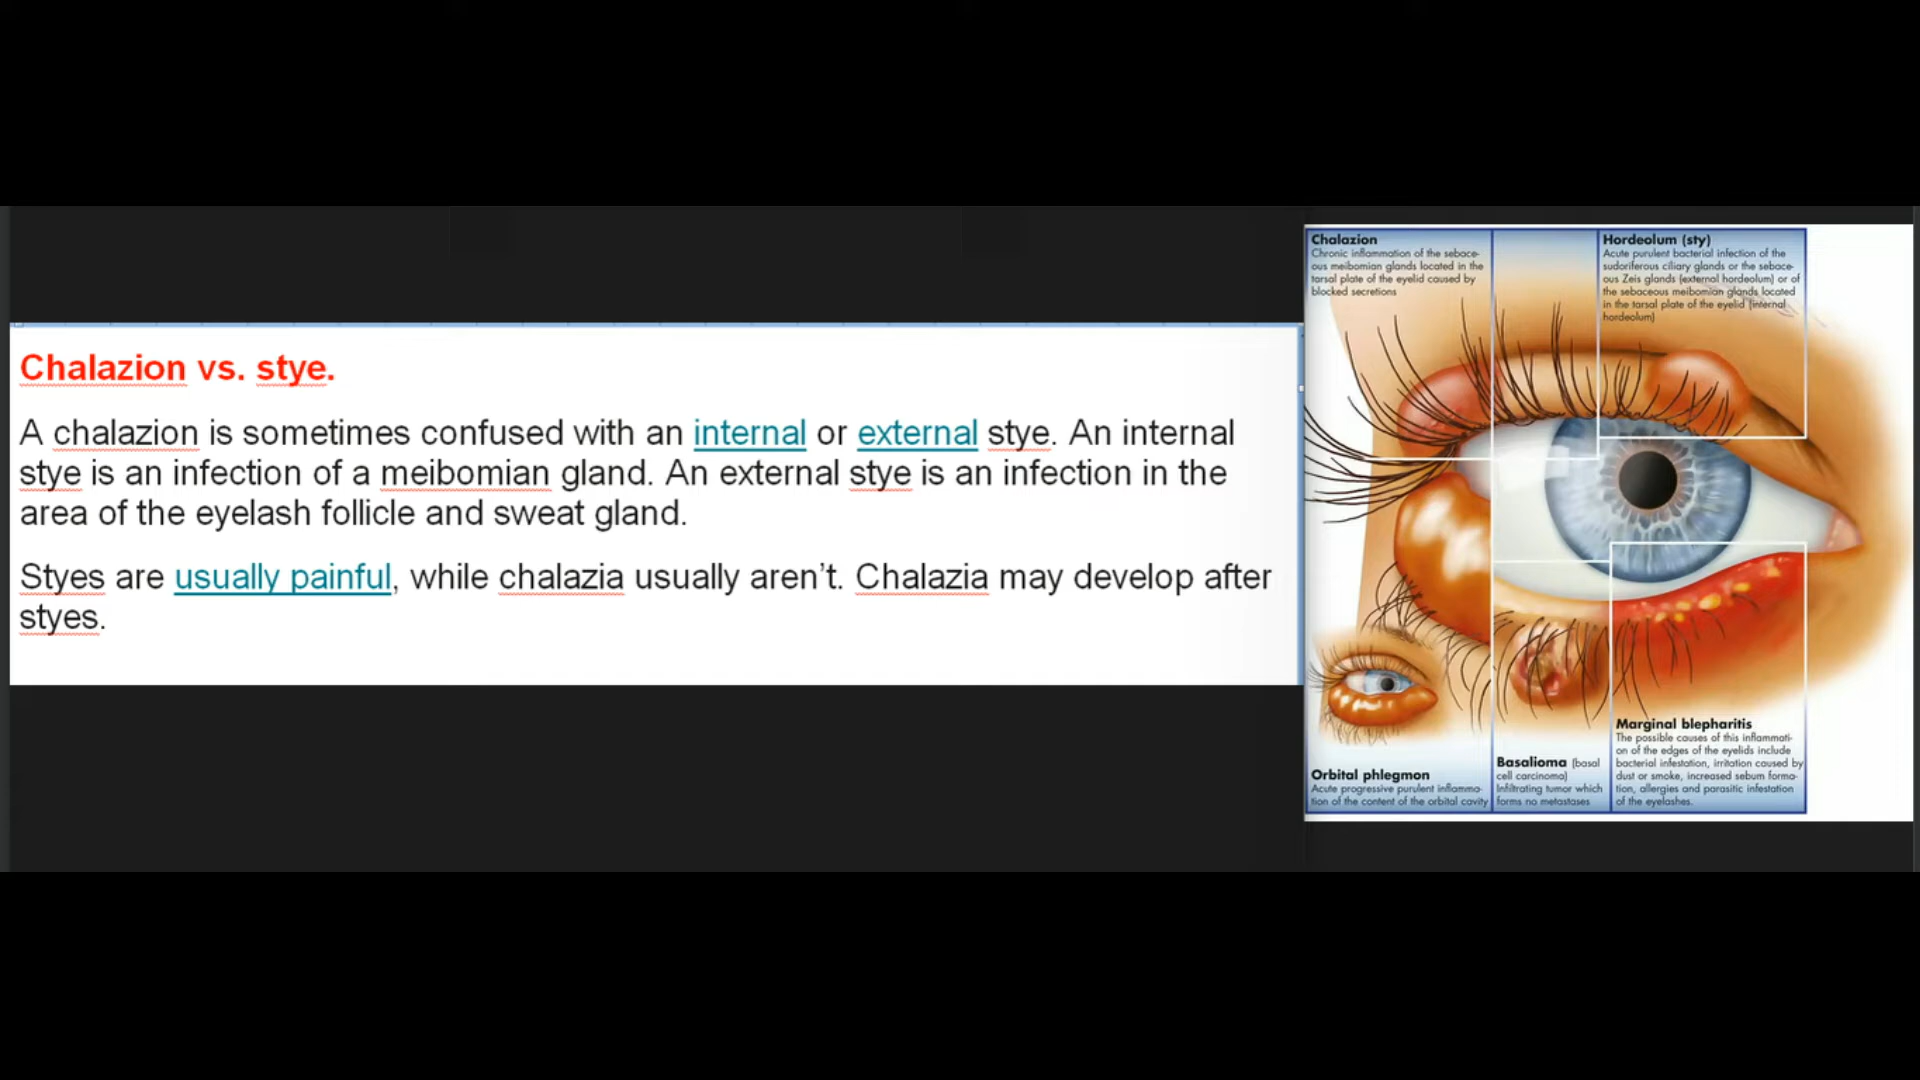 Chalazion vs. stye.
A chalazion is sometimes confused with an internal or external stye. An internal
stye is an infection of a meibomian gland. An external stye is an infection in the
area of the eyelash follicle and sweat gland.
Styes are usually painful, while chalazia usually aren’t. Chalazia may develop after
styes.
Chalazion
Chronic inflammation of the sebace-
ous meibomian glands located in the
tarsal plate of the eyelid caused by
blocked secretions
Hordeolum (sty)
Acute purulent bacterial infection of the
sudoriferous ciliary glands or the sebace-
ous Zeis glands (external hordeolum) or of
the sebaceous meibomian glands located
in the tarsal plate of the eyelid (internal
hordeolum)
Orbital phlegmon
Acute progressive purulent inflamma-
tion of the content of the orbital cavity
Basalioma (basal
cell carcinoma)
Infiltrating tumor which
forms no metastases
Marginal blepharitis
The possible causes of this inflammati-
on of the edges of the eyelids include
bacterial infestation, irritation caused by
dust or smoke, increased sebum forma-
tion, allergies and parasitic infestation
of the eyelashes.